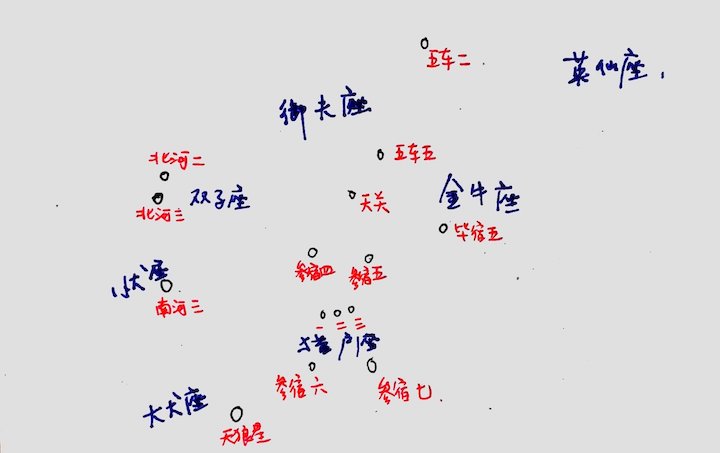 五车二
英仙座
御夫座
五车五
北河二
双子座
北河三
天关
金牛座
毕宿五
参宿四
参宿五
小犬座
南河三
一 二 三
猎户座
参宿六
参宿七
大犬座
天狼星